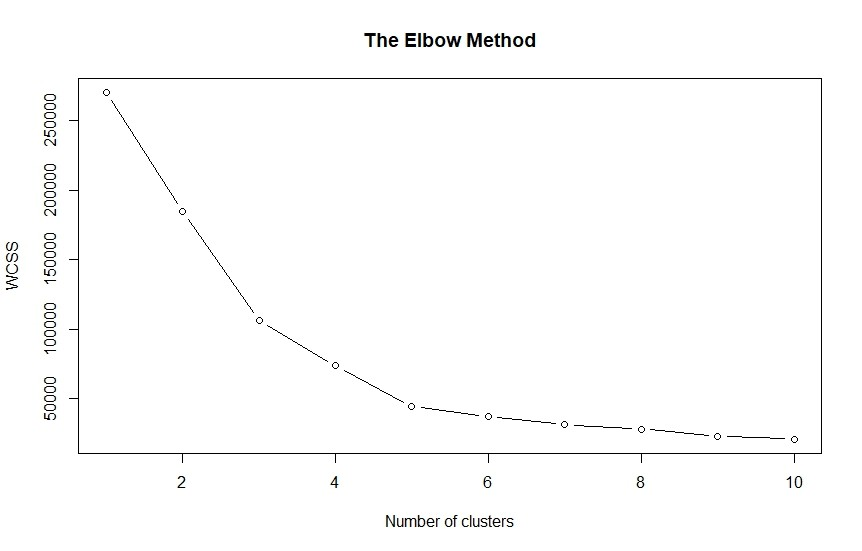 The Elbow Method
250000
200000
150000
100000
50000
WCSS
2 4 6 8 10
Number of clusters